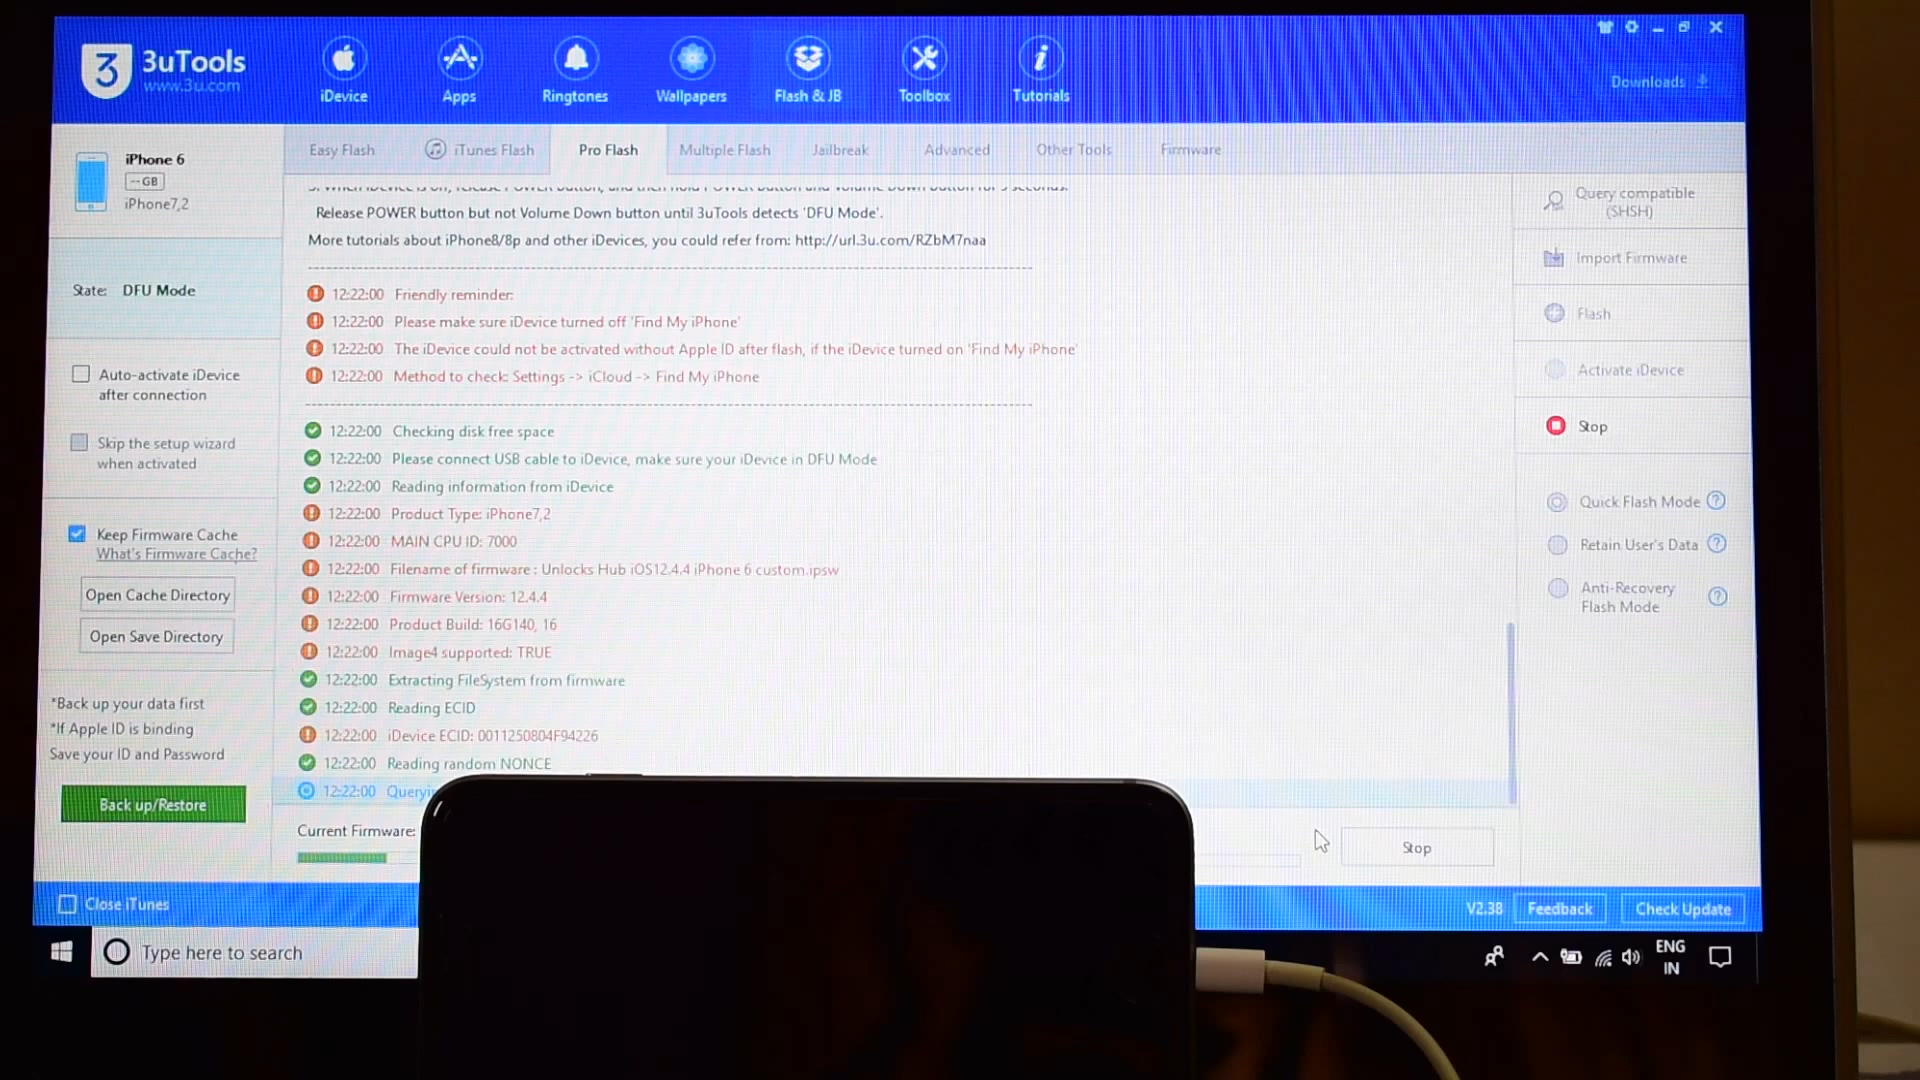 3 3uTools
www.3u.com
iDevice
Apps
Ringtones
Wallpapers
Flash & JB
Toolbox
Tutorials
Downloads
iPhone 6
-- GB
iPhone7,2
Easy Flash
iTunes Flash
Pro Flash
Multiple Flash
Jailbreak
Advanced
Other Tools
Firmware
State: DFU Mode
Auto-activate iDevice
after connection
Skip the setup wizard
when activated
Keep Firmware Cache
What's Firmware Cache?
Open Cache Directory
Open Save Directory
*Back up your data first
*If Apple ID is binding
Save your ID and Password
Back up/Restore
Release POWER button but not Volume Down button until 3uTools detects 'DFU Mode'.
More tutorials about iPhone8/8p and other iDevices, you could refer from: http://url.3u.com/RZbM7naa
12:22:00 Friendly reminder:
12:22:00 Please make sure iDevice turned off 'Find My iPhone'
12:22:00 The iDevice could not be activated without Apple ID after flash, if the iDevice turned on 'Find My iPhone'
12:22:00 Method to check: Settings -> iCloud -> Find My iPhone
12:22:00 Checking disk free space
12:22:00 Please connect USB cable to iDevice, make sure your iDevice in DFU Mode
12:22:00 Reading information from iDevice
12:22:00 Product Type: iPhone7,2
12:22:00 MAIN CPU ID: 7000
12:22:00 Filename of firmware : Unlocks Hub iOS12.4.4 iPhone 6 custom.ipsw
12:22:00 Firmware Version: 12.4.4
12:22:00 Product Build: 16G140, 16
12:22:00 Image4 supported: TRUE
12:22:00 Extracting FileSystem from firmware
12:22:00 Reading ECID
12:22:00 iDevice ECID: 0011250804F94226
12:22:00 Reading random NONCE
12:22:00
Current Firmware:
Stop
Query compatible
(SHSH)
Import Firmware
Flash
Activate iDevice
Stop
Quick Flash Mode ?
Retain User's Data ?
Anti-Recovery
Flash Mode ?
Close iTunes
V2.38
Feedback
Check Update
Type here to search
ENG
IN